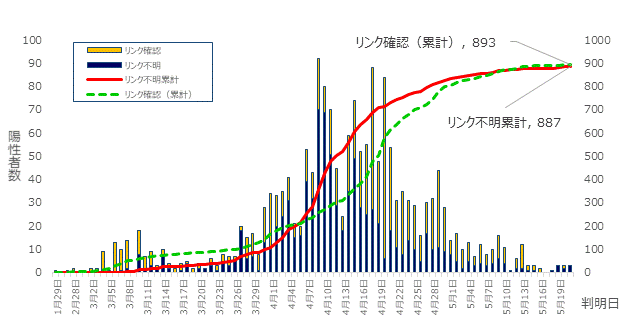 リンク確認（累計）, 893
リンク確認
リンク不明
リンク不明累計
リンク確認（累計）
リンク不明累計, 887
陽性者数
100
90
80
70
60
50
40
30
20
10
0
1000
900
800
700
600
500
400
300
200
100
0
1月29日
2月28日
3月2日
3月5日
3月8日
3月11日
3月14日
3月17日
3月20日
3月23日
3月26日
3月29日
4月1日
4月4日
4月7日
4月10日
4月13日
4月16日
4月19日
4月22日
4月25日
4月28日
5月1日
5月4日
5月7日
5月10日
5月13日
5月16日
5月19日
判明日